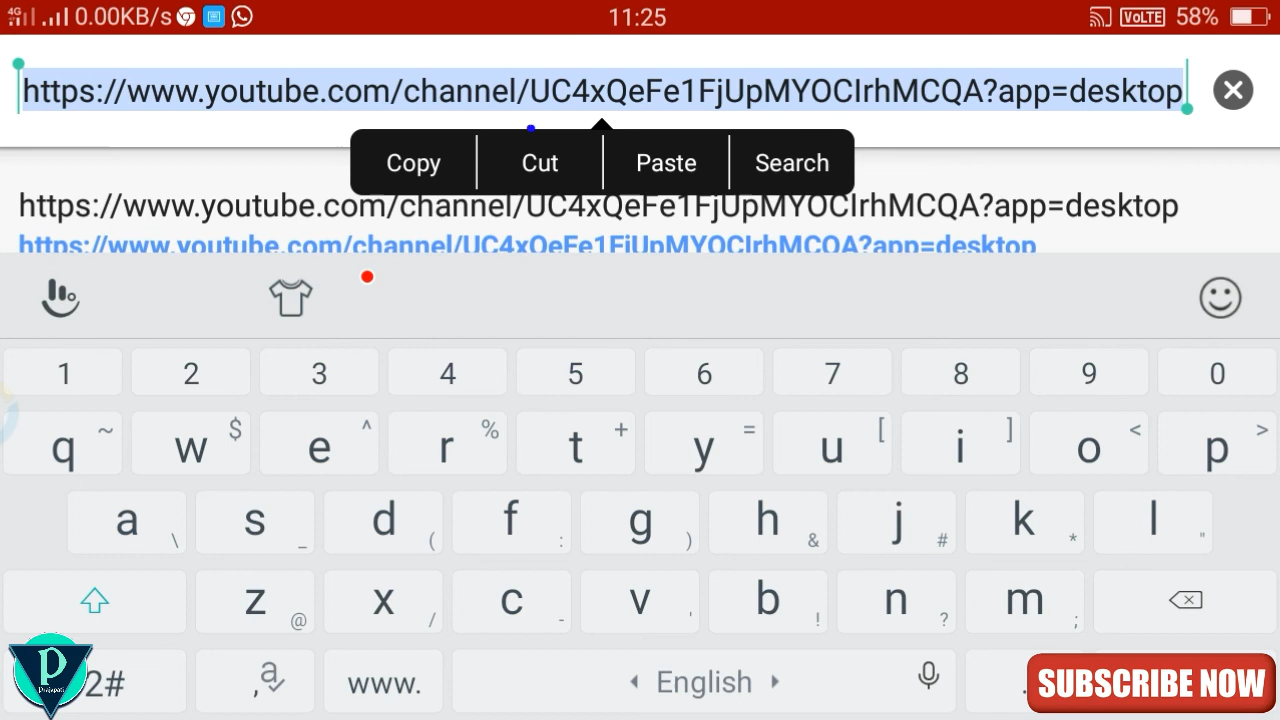 4G 0.00KB/s 11:25 VoLTE 58%
https://www.youtube.com/channel/UC4xQeFe1FjUpMYOCIrhMCQA?app=desktop
Copy Cut Paste Search
https://www.youtube.com/channel/UC4xQeFe1FjUpMYOCIrhMCQA?app=desktop
https://www.youtube.com/channel/UC4xQeFe1FjUpMYOCIrhMCQA?app=desktop
1 2 3 4 5 6 7 8 9 0
q ~ w $ e ^ r % t + y = u [ i ] o < p >
a \ s _ d ( f : g ) h & j # k * l "
z @ x / c - v ' b ! n ? m ;
P
Prajapati
2# , a www. English .
SUBSCRIBE NOW